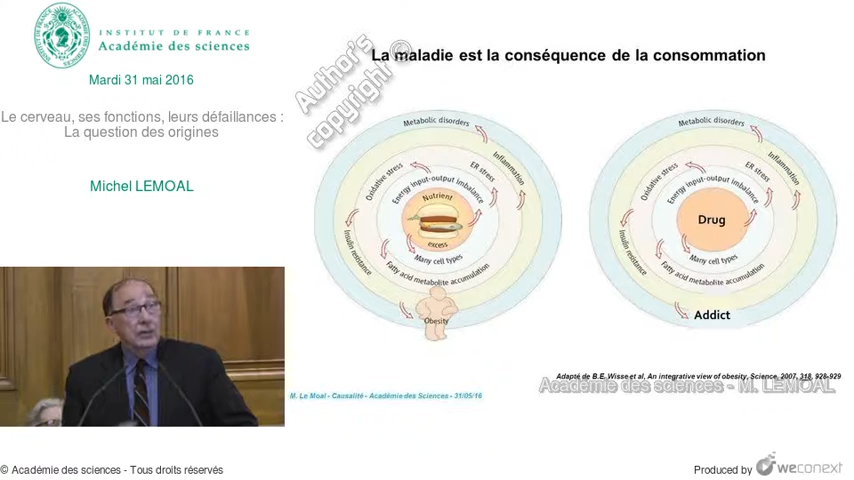 INSTITUT DE FRANCE
Académie des sciences
Mardi 31 mai 2016
Le cerveau, ses fonctions, leurs défaillances :
La question des origines
Michel LEMOAL
La maladie est la conséquence de la consommation
Author's
copyright ©
Metabolic disorders
Inflammation
Oxidative stress
ER stress
Energy input-output imbalance
Nutrient
excess
Many cell types
Insulin resistance
Fatty acid metabolite accumulation
Obesity
Metabolic disorders
Inflammation
Oxidative stress
ER stress
Energy input-output imbalance
Drug
Many cell types
Insulin resistance
Fatty acid metabolite accumulation
Addict
Adapté de B.E. Wisse et al, An integrative view of obesity, Science, 2007, 318, 928-929
Académie des sciences - M. LEMOAL
M. Le Moal - Causalité - Académie des Sciences - 31/05/16
© Académie des sciences - Tous droits réservés
Produced by weconext